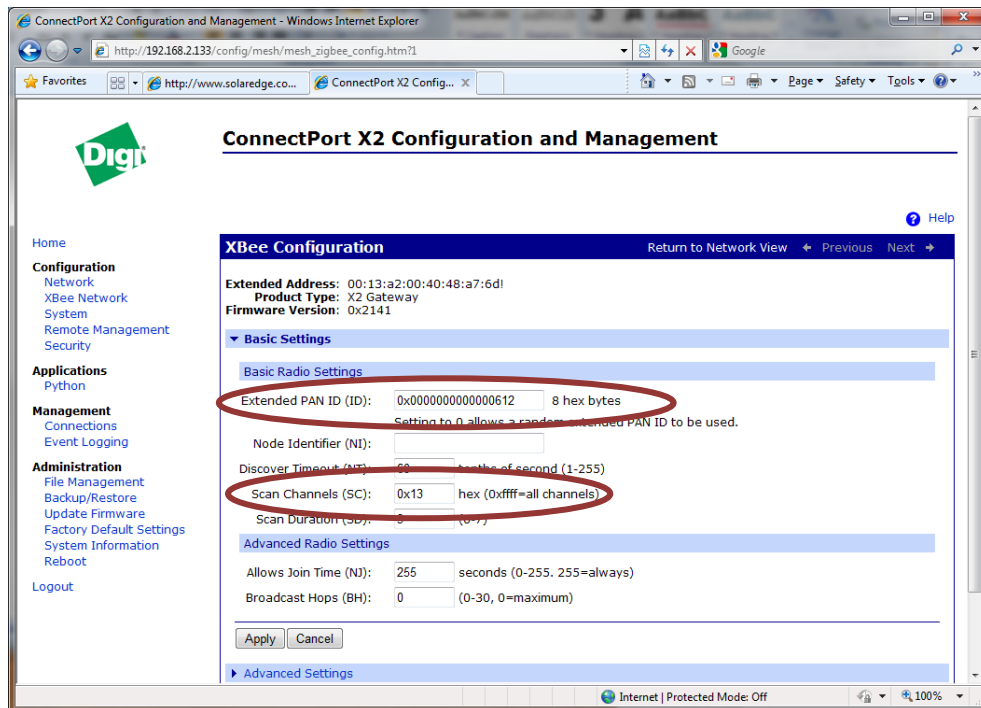 ConnectPort X2 Configuration and Management - Windows Internet Explorer
http://192.168.2.133/config/mesh/mesh_zigbee_config.htm?1
Google
Favorites
http://www.solaredge.co...
ConnectPort X2 Config...
Page
Safety
Tools
Digi
ConnectPort X2 Configuration and Management
Help
Home
Configuration
Network
XBee Network
System
Remote Management
Security
Applications
Python
Management
Connections
Event Logging
Administration
File Management
Backup/Restore
Update Firmware
Factory Default Settings
System Information
Reboot
Logout
XBee Configuration
Return to Network View
Previous
Next
Extended Address: 00:13:a2:00:40:48:a7:6d!
Product Type: X2 Gateway
Firmware Version: 0x2141
Basic Settings
Basic Radio Settings
Extended PAN ID (ID): 0x0000000000000612 8 hex bytes
Setting to 0 allows a random extended PAN ID to be used.
Node Identifier (NI):
Discover Timeout (NT): tenths of second (1-255)
Scan Channels (SC): 0x13 hex (0xffff=all channels)
Scan Duration (SD):
Advanced Radio Settings
Allows Join Time (NJ): 255 seconds (0-255. 255=always)
Broadcast Hops (BH): 0 (0-30, 0=maximum)
Apply
Cancel
Advanced Settings
Internet | Protected Mode: Off
100%